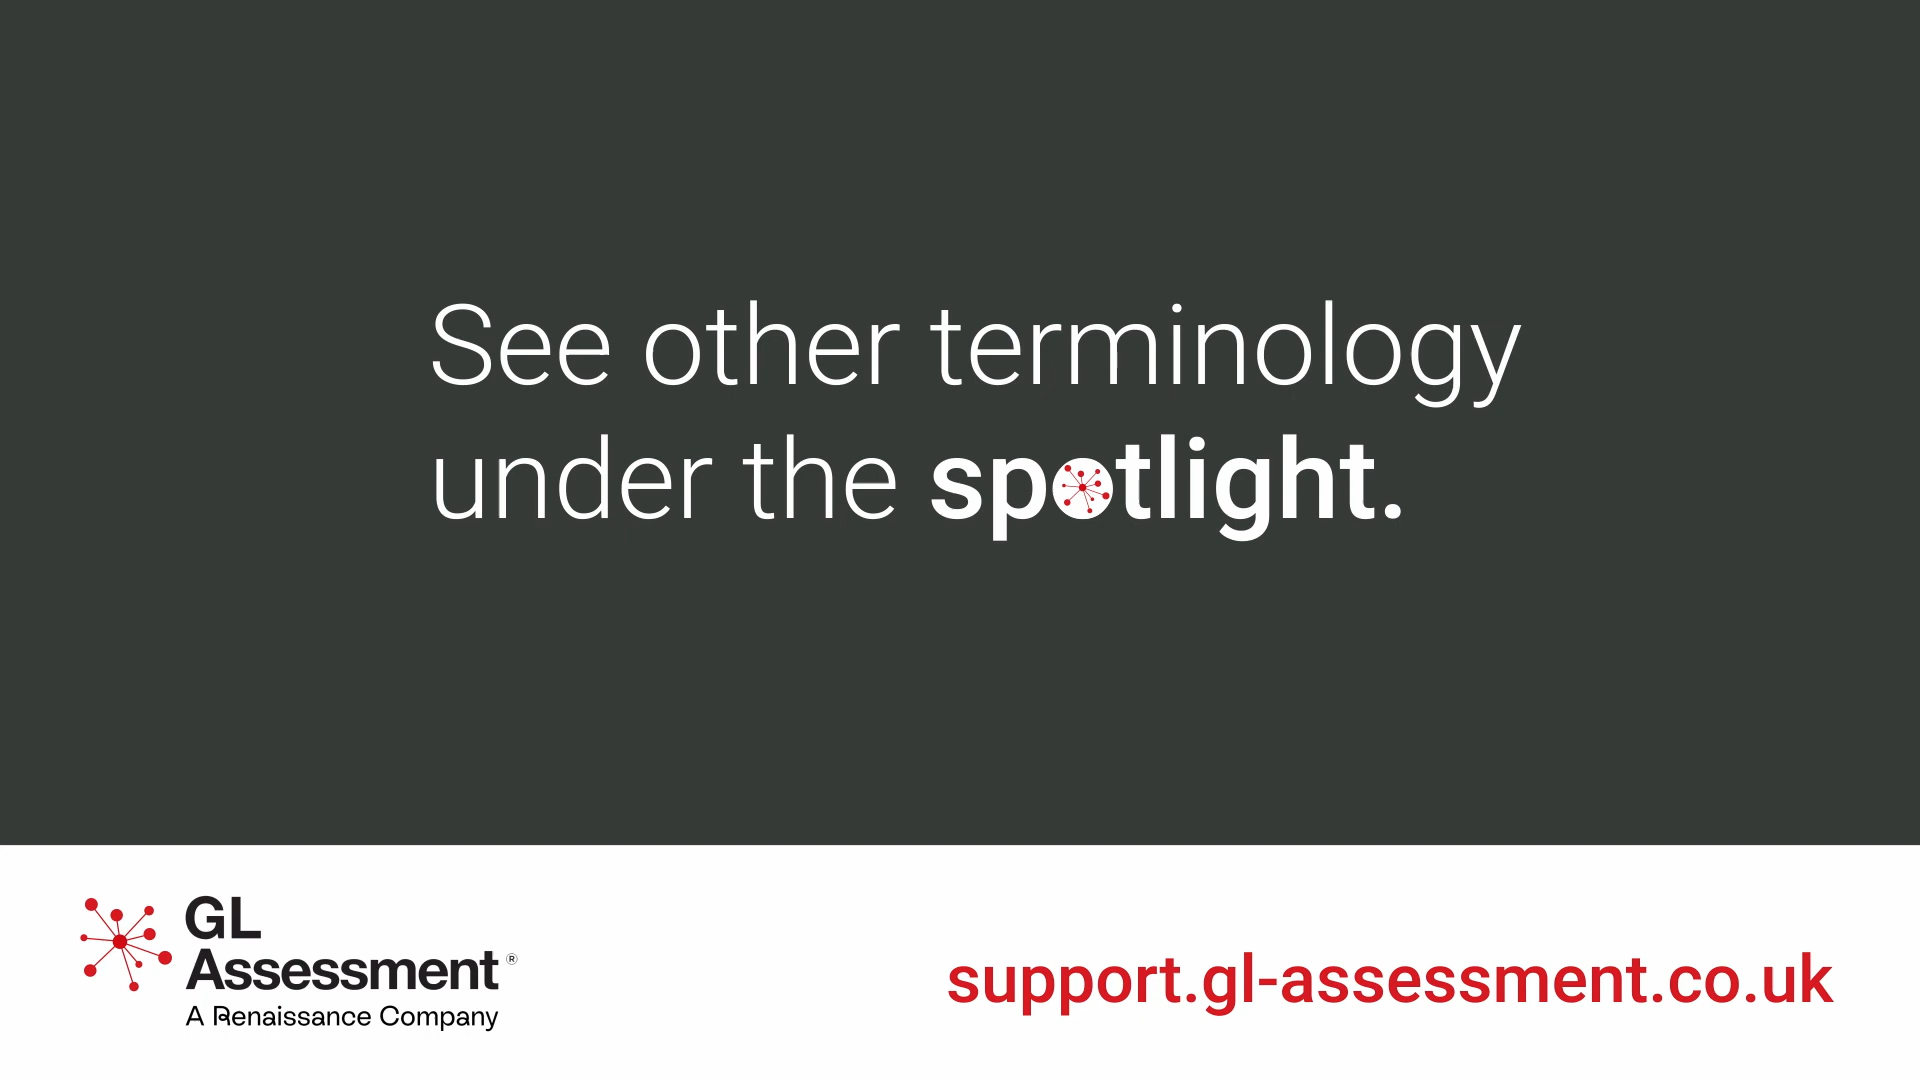 See other terminology
under the spotlight.
GL
Assessment®
A Renaissance Company
support.gl-assessment.co.uk